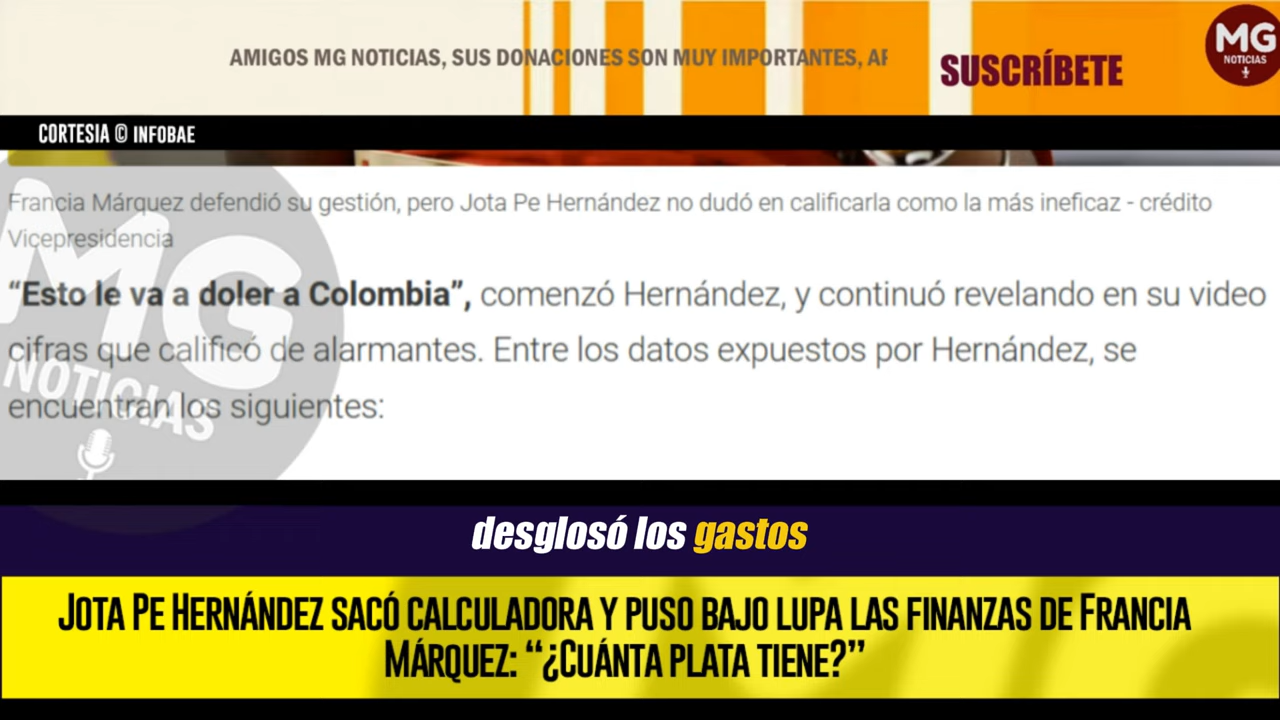 AMIGOS MG NOTICIAS, SUS DONACIONES SON MUY IMPORTANTES, AF
SUSCRÍBETE
MG
NOTICIAS
CORTESIA © INFOBAE
Francia Márquez defendió su gestión, pero Jota Pe Hernández no dudó en calificarla como la más ineficaz - crédito
Vicepresidencia
“Esto le va a doler a Colombia”, comenzó Hernández, y continuó revelando en su video
cifras que calificó de alarmantes. Entre los datos expuestos por Hernández, se
encuentran los siguientes:
MG
NOTICIAS
desglosó los gastos
JOTA PE HERNÁNDEZ SACÓ CALCULADORA Y PUSO BAJO LUPA LAS FINANZAS DE FRANCIA
MÁRQUEZ: “¿CUÁNTA PLATA TIENE?”